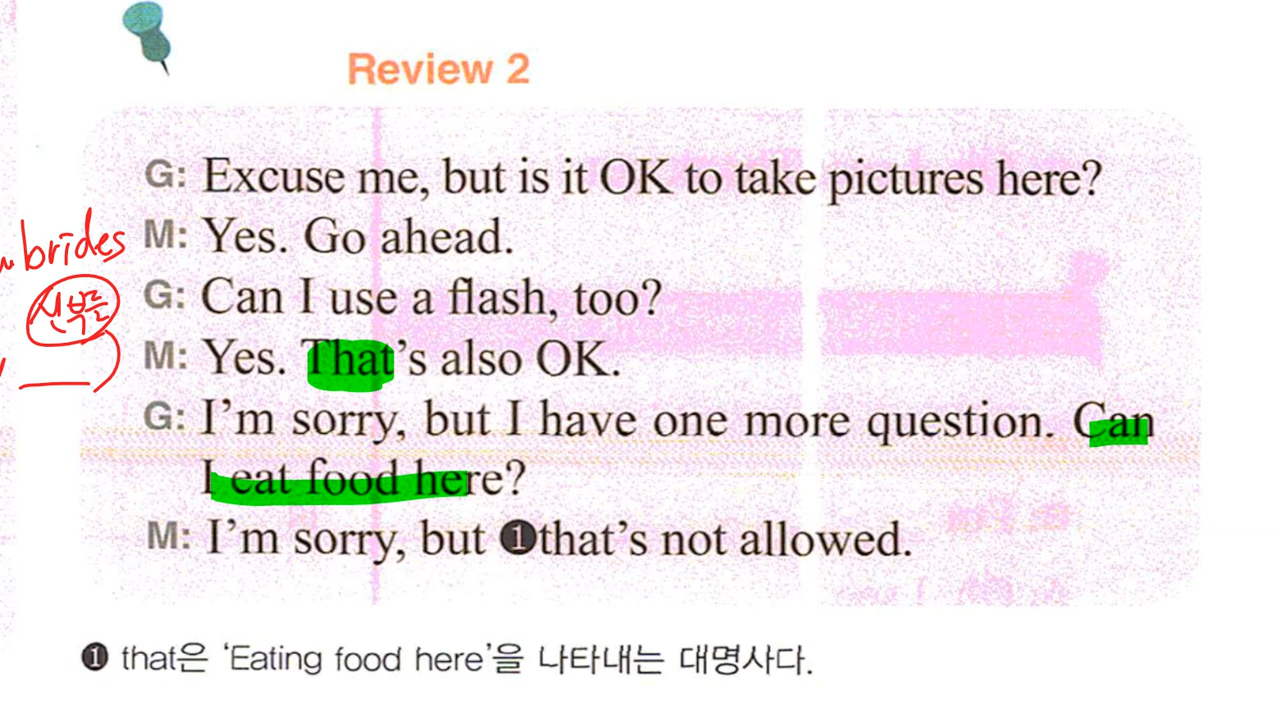 Review 2
G: Excuse me, but is it OK to take pictures here?
brides
M: Yes. Go ahead.
G: Can I use a flash, too?
신부들
M: Yes. That's also OK.
G: I'm sorry, but I have one more question. Can
I eat food here?
M: I'm sorry, but ❶that's not allowed.
❶ that은 ‘Eating food here’을 나타내는 대명사다.